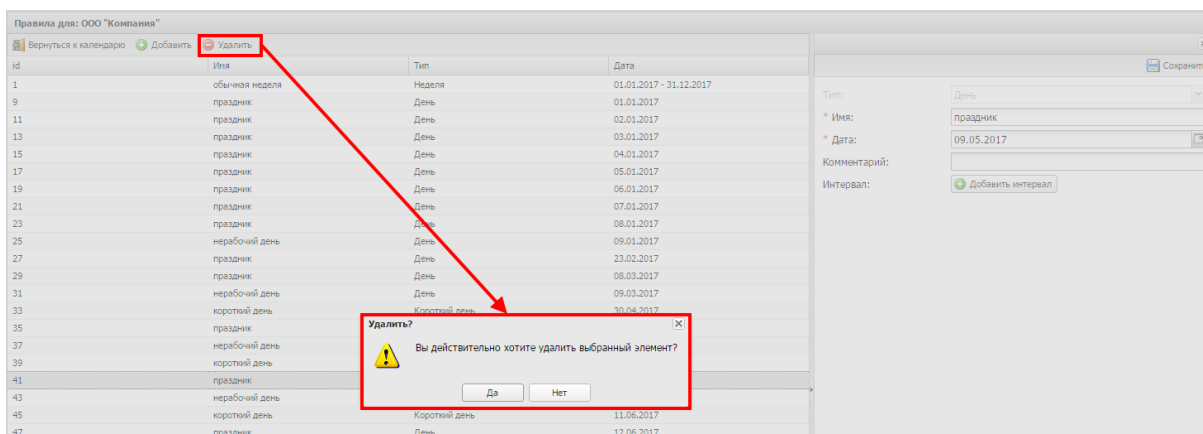 Правила для: ООО "Компания"
Вернуться к календарю Добавить Удалить
Сохранить
id Имя Тип Дата
1 обычная неделя Неделя 01.01.2017 - 31.12.2017
9 праздник День 01.01.2017
11 праздник День 02.01.2017
13 праздник День 03.01.2017
15 праздник День 04.01.2017
17 праздник День 05.01.2017
19 праздник День 06.01.2017
21 праздник День 07.01.2017
23 праздник День 08.01.2017
25 нерабочий день День 09.01.2017
27 праздник День 23.02.2017
29 праздник День 08.03.2017
31 нерабочий день День 09.03.2017
33 короткий день Короткий день 30.04.2017
35 праздник
37 нерабочий день
39 короткий день
41 праздник
43 нерабочий день
45 короткий день Короткий день 11.06.2017
47 праздник День 12.06.2017
Удалить?
Вы действительно хотите удалить выбранный элемент?
Да Нет
Тип: День
* Имя: праздник
* Дата: 09.05.2017
Комментарий:
Интервал: Добавить интервал